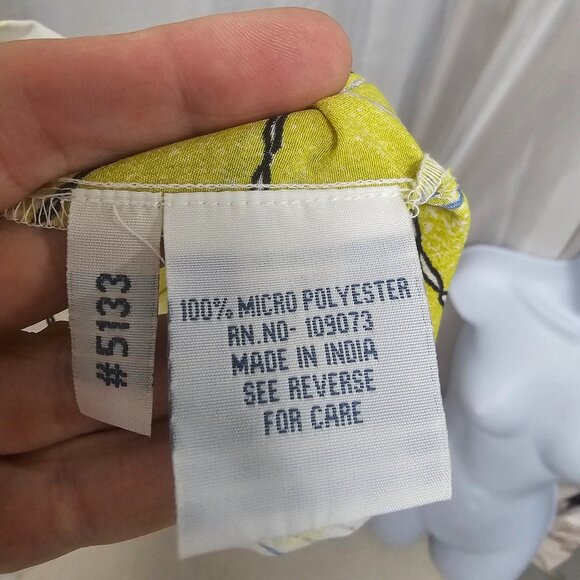 #5133
100% MICRO POLYESTER
RN.NO- 109073
MADE IN INDIA
SEE REVERSE
FOR CARE